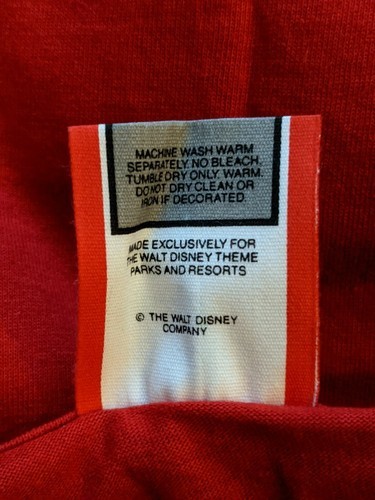 MACHINE WASH WARM
SEPARATELY. NO BLEACH.
TUMBLE DRY ONLY. WARM.
DO NOT DRY CLEAN OR
IRON IF DECORATED.
MADE EXCLUSIVELY FOR
THE WALT DISNEY THEME
PARKS AND RESORTS
© THE WALT DISNEY
COMPANY